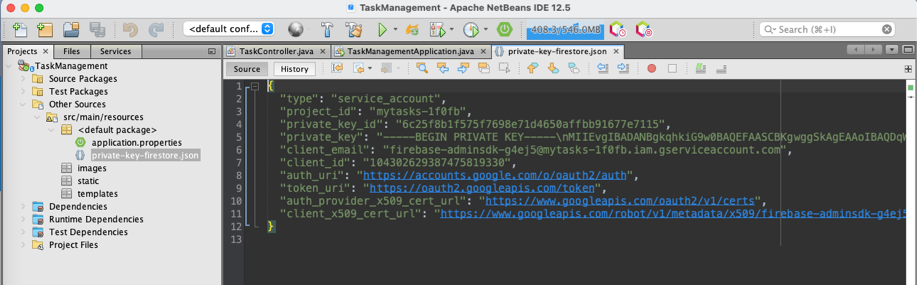 TaskManagement - Apache NetBeans IDE 12.5
<default conf...
408.3/546.0MB
Search (⌘+I)
Projects
Files
Services
TaskController.java
TaskManagementApplication.java
private-key-firestore.json
TaskManagement
Source Packages
Test Packages
Other Sources
src/main/resources
<default package>
application.properties
private-key-firestore.json
images
static
templates
Dependencies
Runtime Dependencies
Test Dependencies
Project Files
Source
History
1 {
2 "type": "service_account",
3 "project_id": "mytasks-1f0fb",
4 "private_key_id": "6c25f8b1f575f7698e71d4650affbb91677e7115",
5 "private_key": "-----BEGIN PRIVATE KEY-----\nMIIEvgIBADANBgkqhkiG9w0BAQEFAASCBKgwggSkAgEAAoIBAQDqW
6 "client_email": "firebase-adminsdk-g4ej5@mytasks-1f0fb.iam.gserviceaccount.com",
7 "client_id": "104302629387475819330",
8 "auth_uri": "https://accounts.google.com/o/oauth2/auth",
9 "token_uri": "https://oauth2.googleapis.com/token",
10 "auth_provider_x509_cert_url": "https://www.googleapis.com/oauth2/v1/certs",
11 "client_x509_cert_url": "https://www.googleapis.com/robot/v1/metadata/x509/firebase-adminsdk-g4ej5
12 }
13